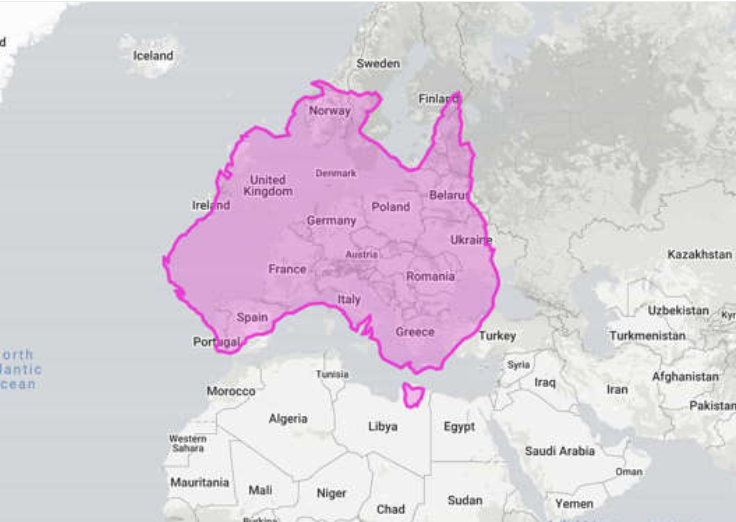 d
Iceland
Sweden
Finland
Norway
Denmark
United
Kingdom
Ireland
Poland
Belarus
Germany
Ukraine
Austria
France
Romania
Kazakhstan
Italy
Spain
Greece
Portugal
Turkey
Uzbekistan
Kyr
Turkmenistan
orth
lantic
cean
Tunisia
Syria
Morocco
Iraq
Iran
Afghanistan
Pakistan
Algeria
Libya
Egypt
Western
Sahara
Saudi Arabia
Oman
Mauritania
Mali
Niger
Chad
Sudan
Yemen